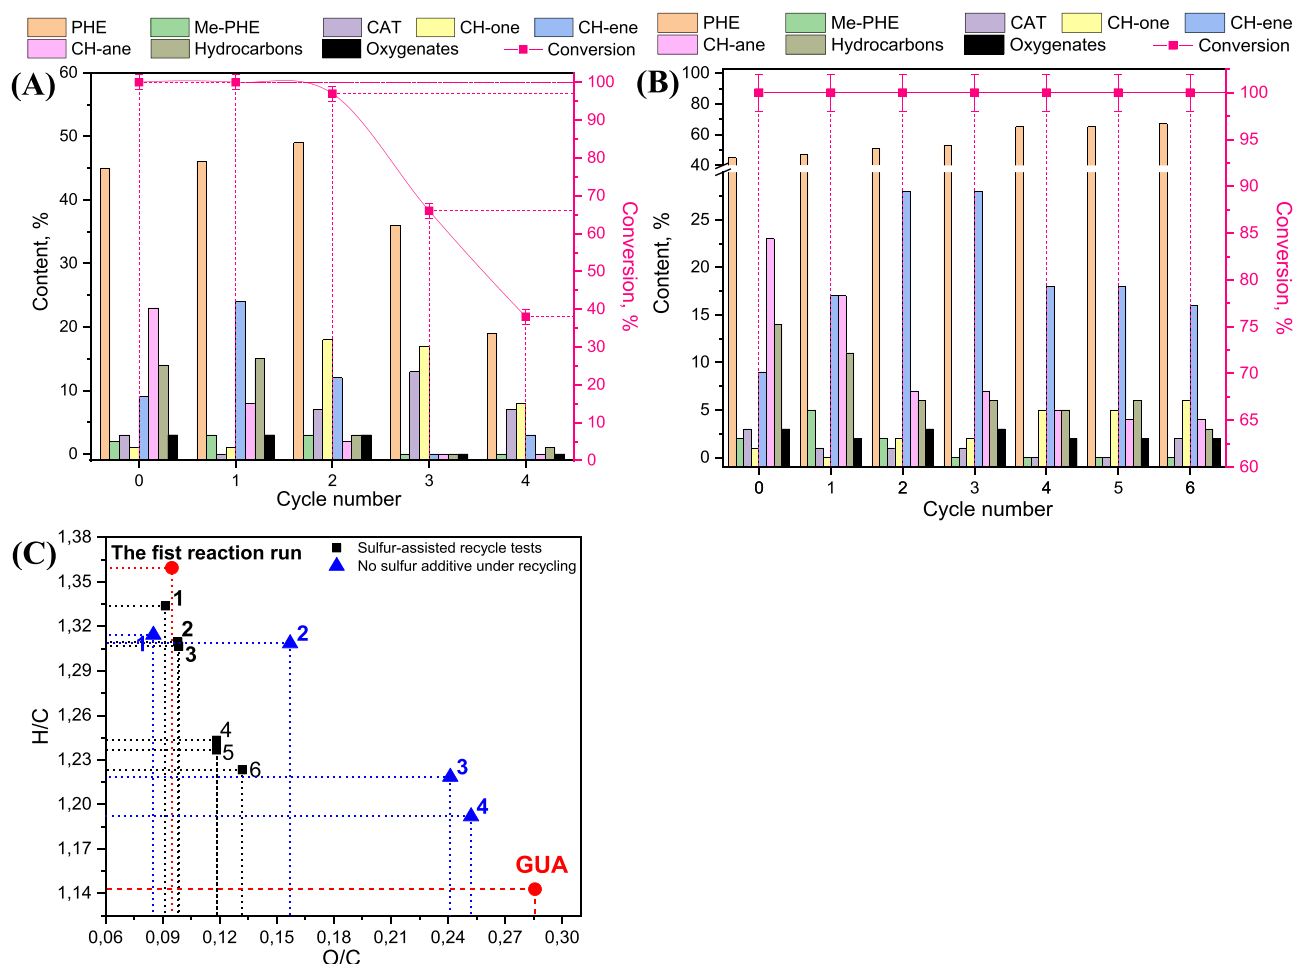 PHE Me-PHE CAT CH-one CH-ene
CH-ane Hydrocarbons Oxygenates Conversion
(A)
60
50
40
30
20
10
0
Content, %
0 1 2 3 4
Cycle number
100
90
80
70
60
50
40
30
20
10
0
Conversion, %
PHE Me-PHE CAT CH-one CH-ene
CH-ane Hydrocarbons Oxygenates Conversion
(B)
100
80
60
40
25
20
15
10
5
0
Content, %
0 1 2 3 4 5 6
Cycle number
100
95
90
85
80
75
70
65
60
Conversion, %
(C)
The fist reaction run
Sulfur-assisted recycle tests
No sulfur additive under recycling
1,38
1,35
1,32
1,29
1,26
1,23
1,20
1,17
1,14
H/C
1
2
3
4
5
6
1
2
3
4
GUA
0,06 0,09 0,12 0,15 0,18 0,21 0,24 0,27 0,30
O/C